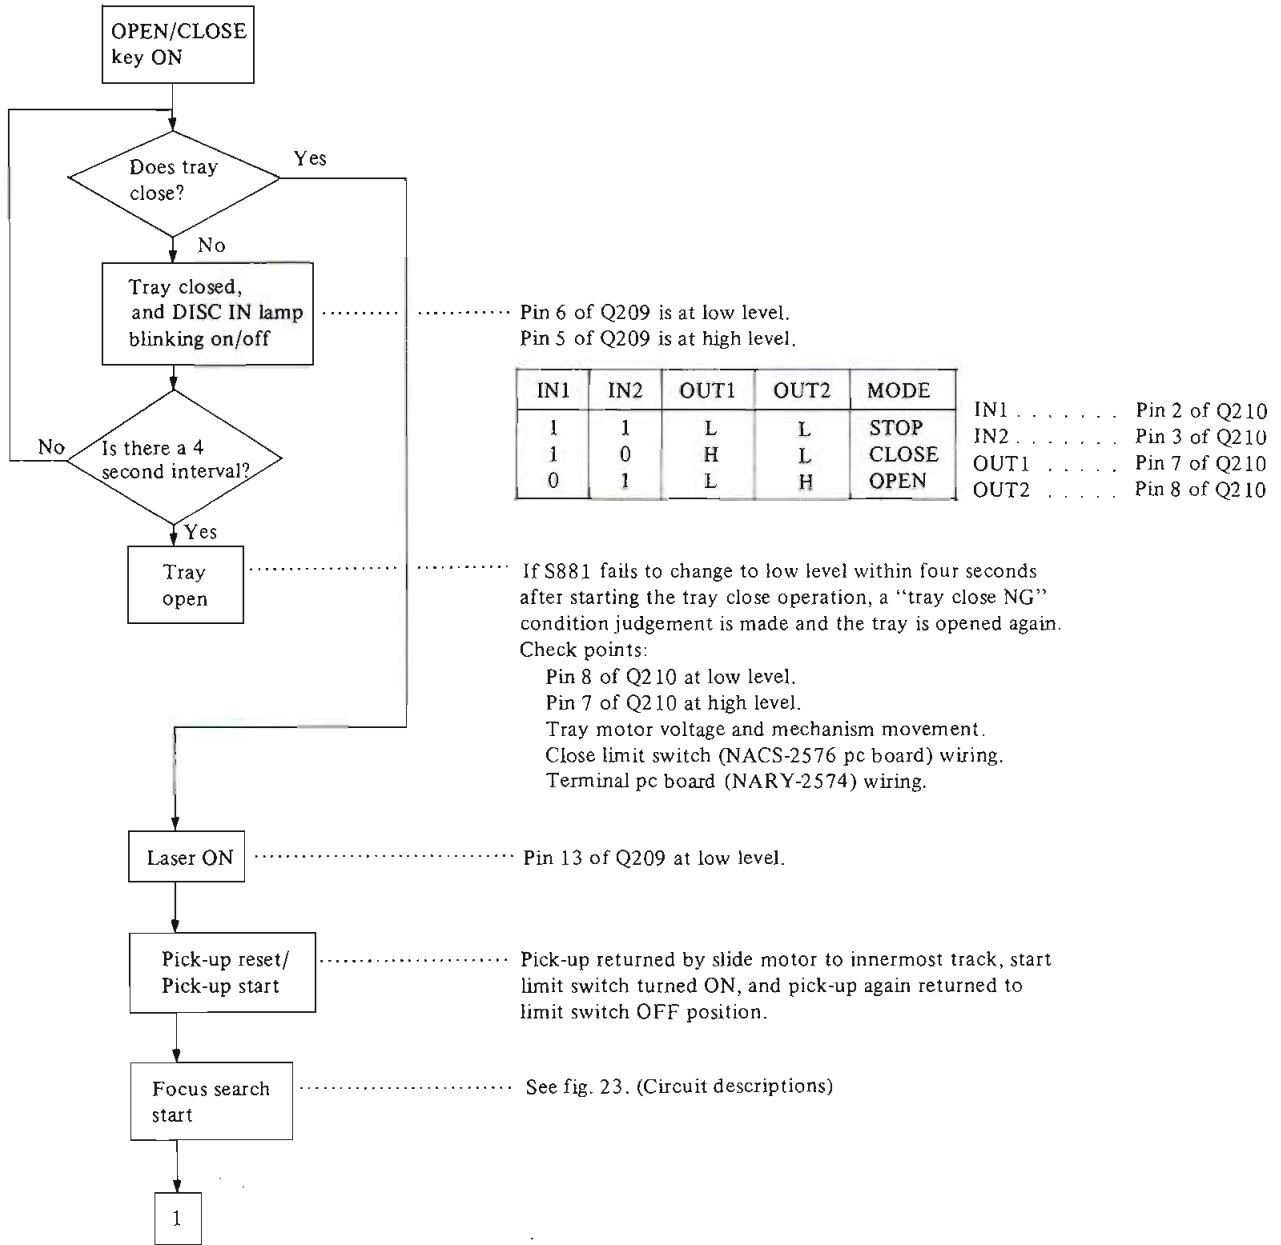 OPEN/CLOSE
key ON
Does tray
close?
Yes
No
Tray closed,
and DISC IN lamp
blinking on/off
Pin 6 of Q209 is at low level.
Pin 5 of Q209 is at high level.
IN1 IN2 OUT1 OUT2 MODE
1 1 L L STOP
1 0 H L CLOSE
0 1 L H OPEN
IN1 . . . . . . . Pin 2 of Q210
IN2 . . . . . . . Pin 3 of Q210
OUT1 . . . . . Pin 7 of Q210
OUT2 . . . . . Pin 8 of Q210
No
Is there a 4
second interval?
Yes
Tray
open
If S881 fails to change to low level within four seconds
after starting the tray close operation, a “tray close NG”
condition judgement is made and the tray is opened again.
Check points:
Pin 8 of Q210 at low level.
Pin 7 of Q210 at high level.
Tray motor voltage and mechanism movement.
Close limit switch (NACS-2576 pc board) wiring.
Terminal pc board (NARY-2574) wiring.
Laser ON
Pin 13 of Q209 at low level.
Pick-up reset/
Pick-up start
Pick-up returned by slide motor to innermost track, start
limit switch turned ON, and pick-up again returned to
limit switch OFF position.
Focus search
start
See fig. 23. (Circuit descriptions)
1